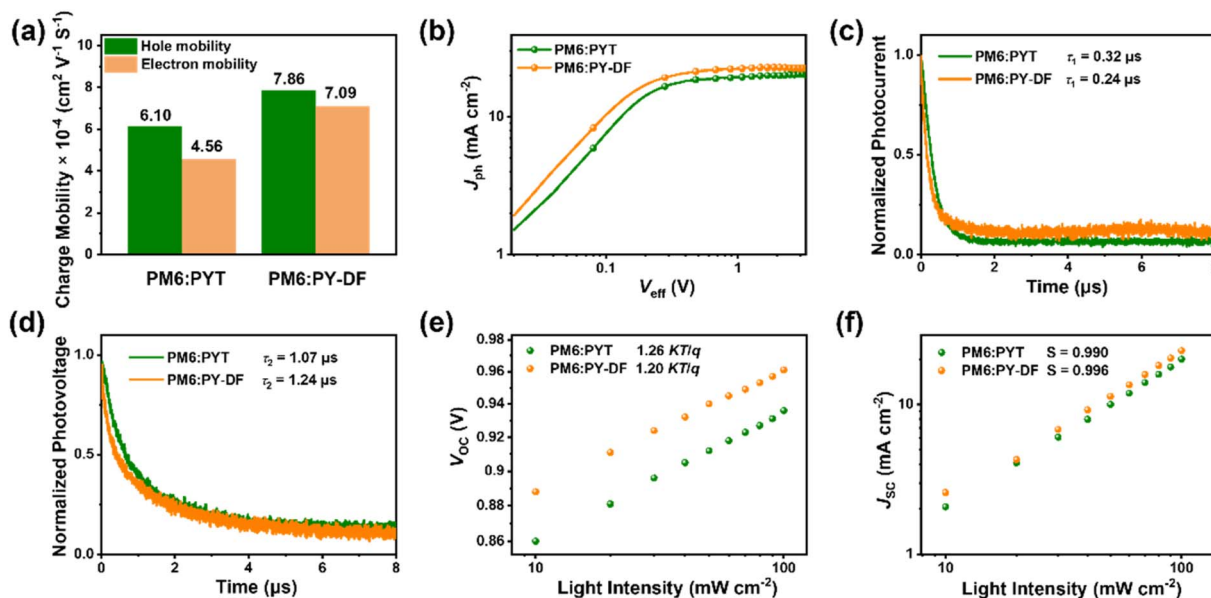 (a)
Charge Mobility × 10⁻⁴ (cm² V⁻¹ S⁻¹)
10
8
6
4
2
0
Hole mobility
Electron mobility
6.10
4.56
7.86
7.09
PM6:PYT
PM6:PY-DF
(b)
Jph (mA cm⁻²)
10
1
PM6:PYT
PM6:PY-DF
0.1
1
Veff (V)
(c)
Normalized Photocurrent
1.0
0.5
0.0
PM6:PYT τ₁ = 0.32 µs
PM6:PY-DF τ₁ = 0.24 µs
0
2
4
6
Time (µs)
(d)
Normalized Photovoltage
1.0
0.5
0.0
PM6:PYT τ₂ = 1.07 µs
PM6:PY-DF τ₂ = 1.24 µs
0
2
4
6
8
Time (µs)
(e)
VOC (V)
0.98
0.96
0.94
0.92
0.9
0.88
0.86
PM6:PYT 1.26 KT/q
PM6:PY-DF 1.20 KT/q
10
100
Light Intensity (mW cm⁻²)
(f)
JSC (mA cm⁻²)
10
1
PM6:PYT S = 0.990
PM6:PY-DF S = 0.996
10
100
Light Intensity (mW cm⁻²)